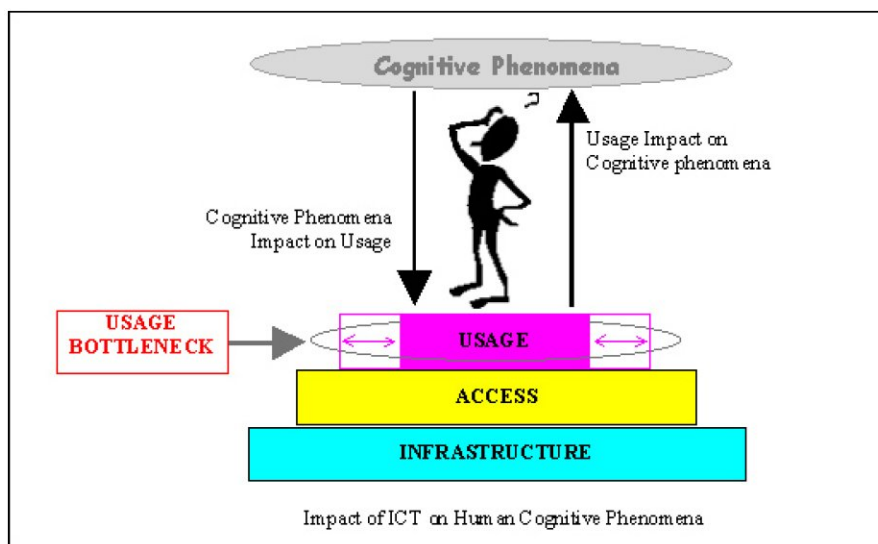 Cognitive Phenomena
Usage Impact on
Cognitive phenomena
Cognitive Phenomena
Impact on Usage
USAGE
BOTTLENECK
USAGE
ACCESS
INFRASTRUCTURE
Impact of ICT on Human Cognitive Phenomena